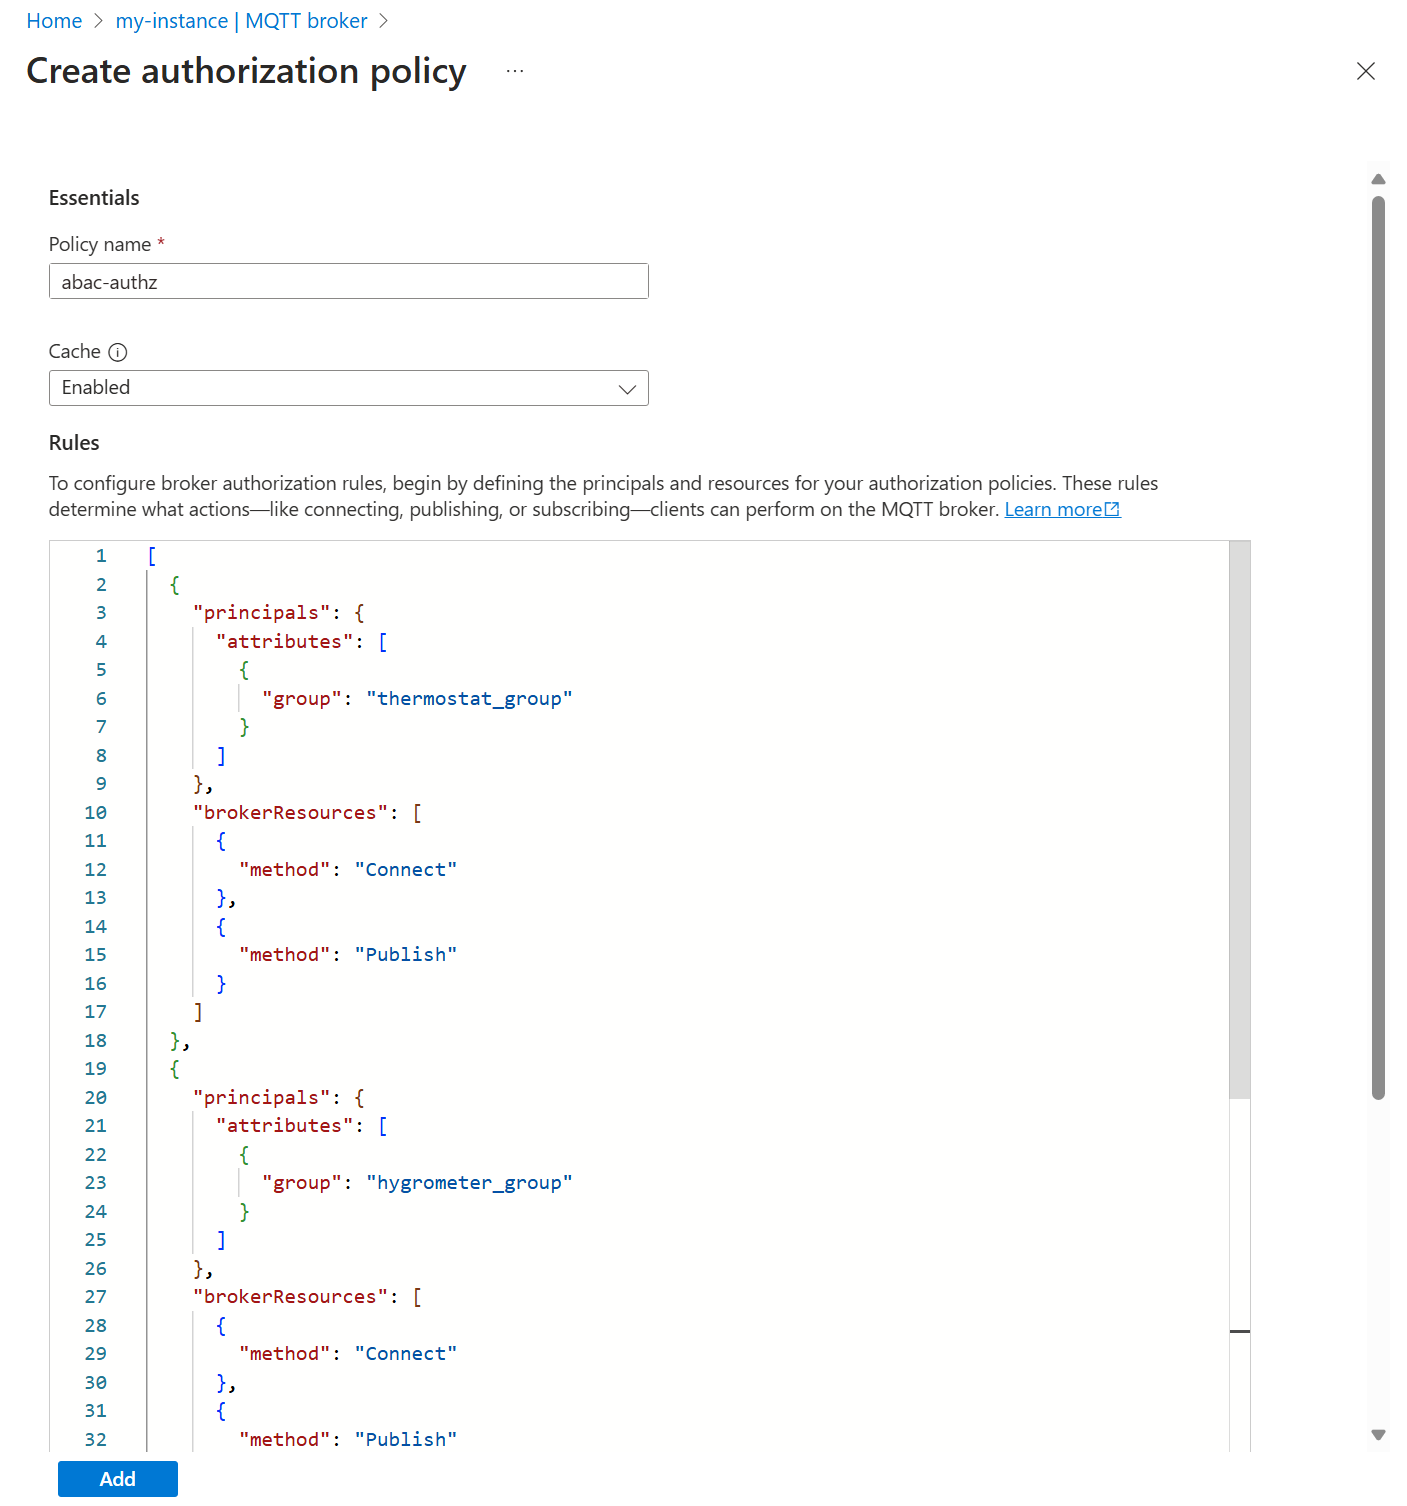 Home > my-instance | MQTT broker >
Create authorization policy ...
Essentials
Policy name *
abac-authz
Cache
Enabled
Rules
To configure broker authorization rules, begin by defining the principals and resources for your authorization policies. These rules
determine what actions—like connecting, publishing, or subscribing—clients can perform on the MQTT broker. Learn more
1 [
2 {
3 "principals": {
4 "attributes": [
5 {
6 "group": "thermostat_group"
7 }
8 ]
9 },
10 "brokerResources": [
11 {
12 "method": "Connect"
13 },
14 {
15 "method": "Publish"
16 }
17 ]
18 },
19 {
20 "principals": {
21 "attributes": [
22 {
23 "group": "hygrometer_group"
24 }
25 ]
26 },
27 "brokerResources": [
28 {
29 "method": "Connect"
30 },
31 {
32 "method": "Publish"
Add